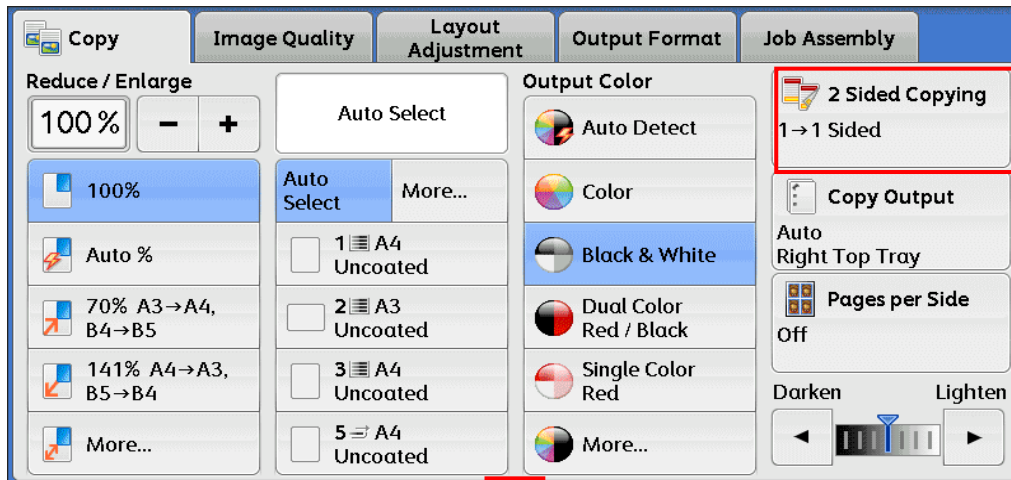 Copy
Image Quality
Layout
Adjustment
Output Format
Job Assembly
Reduce / Enlarge
100%
−
+
100%
Auto %
70% A3→A4,
B4→B5
141% A4→A3,
B5→B4
More...
Auto Select
Auto
Select
More...
1 A4
Uncoated
2 A3
Uncoated
3 A4
Uncoated
5 A4
Uncoated
Output Color
Auto Detect
Color
Black & White
Dual Color
Red / Black
Single Color
Red
More...
2 Sided Copying
1→1 Sided
Copy Output
Auto
Right Top Tray
Pages per Side
Off
Darken Lighten